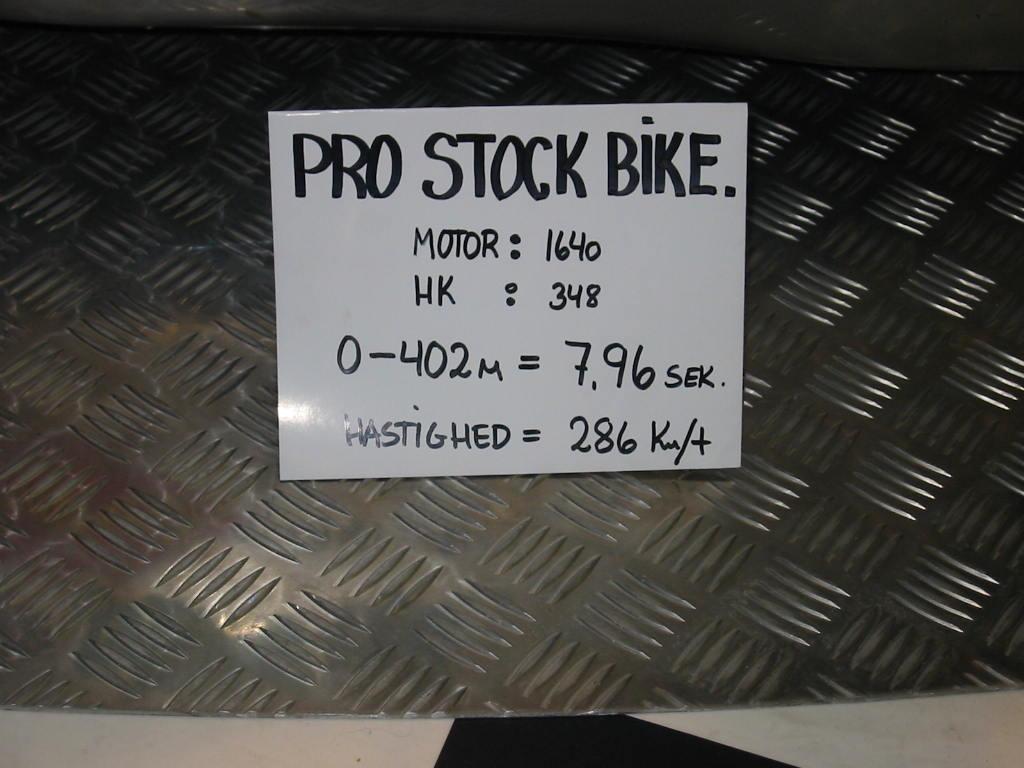 PRO STOCK BIKE.
MOTOR: 1640
HK : 348
0-402M = 7.96 SEK.
HASTIGHED = 286 Km/t